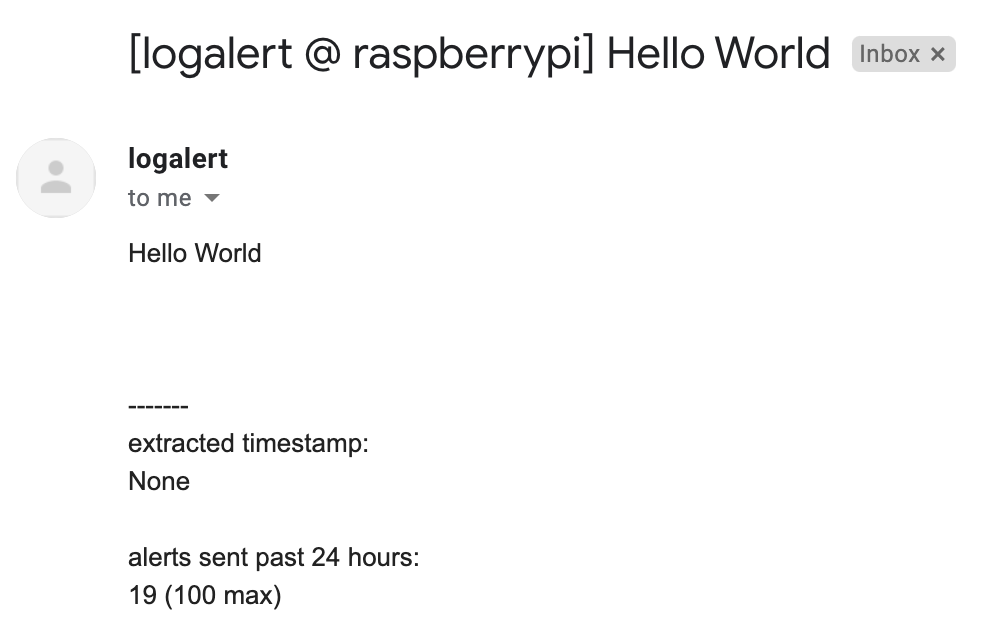 [logalert @ raspberrypi] Hello World Inbox ×
logalert
to me
Hello World
-------
extracted timestamp:
None
alerts sent past 24 hours:
19 (100 max)